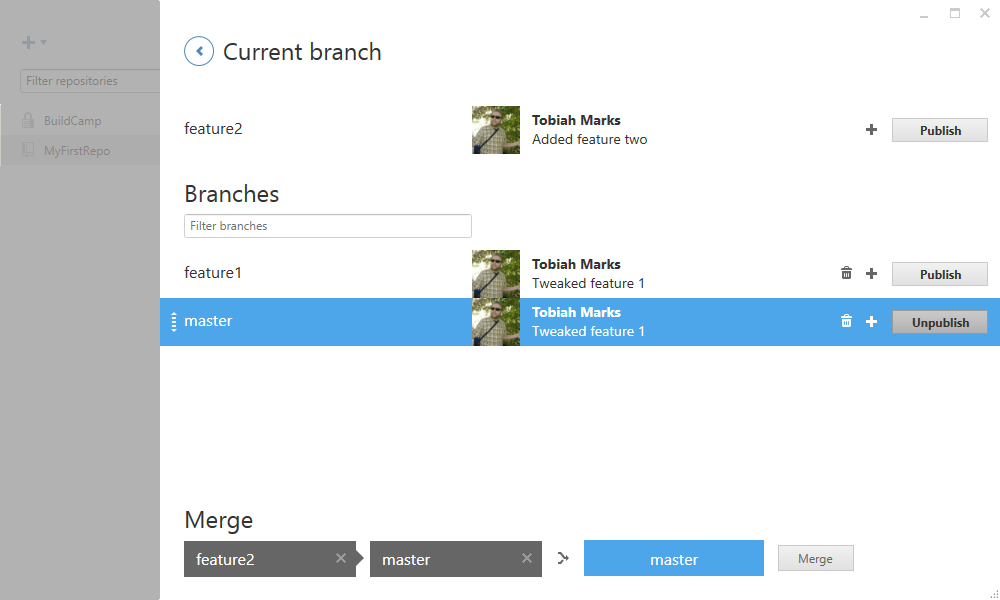 Filter repositories
BuildCamp
MyFirstRepo
Current branch
feature2
Tobiah Marks
Added feature two
Publish
Branches
Filter branches
feature1
Tobiah Marks
Tweaked feature 1
Publish
master
Tobiah Marks
Tweaked feature 1
Unpublish
Merge
feature2
master
master
Merge